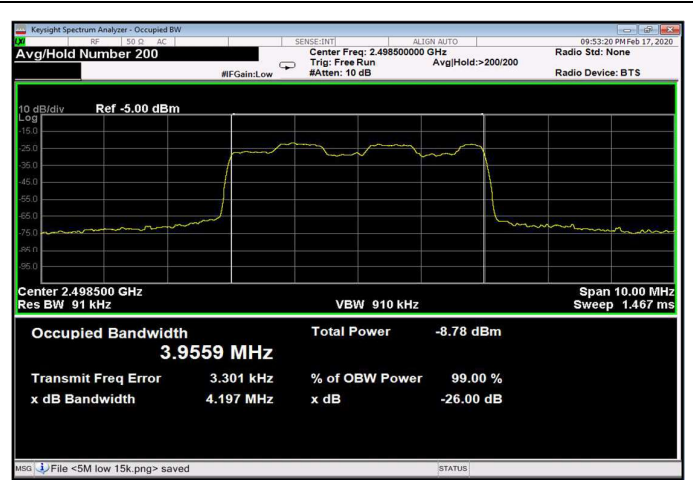 Keysight Spectrum Analyzer - Occupied BW
LXI RF 50 Ω AC SENSE:INT ALIGN AUTO 09:53:20 PM Feb 17, 2020
Avg/Hold Number 200 Center Freq: 2.498500000 GHz Radio Std: None
Trig: Free Run Avg|Hold:>200/200
#IFGain:Low #Atten: 10 dB Radio Device: BTS
10 dB/div Ref -5.00 dBm
Log
-15.0
-25.0
-35.0
-45.0
-55.0
-65.0
-75.0
-85.0
-95.0
Center 2.498500 GHz Span 10.00 MHz
Res BW 91 kHz VBW 910 kHz Sweep 1.467 ms
Occupied Bandwidth Total Power -8.78 dBm
3.9559 MHz
Transmit Freq Error 3.301 kHz % of OBW Power 99.00 %
x dB Bandwidth 4.197 MHz x dB -26.00 dB
MSG File <5M low 15k.png> saved STATUS